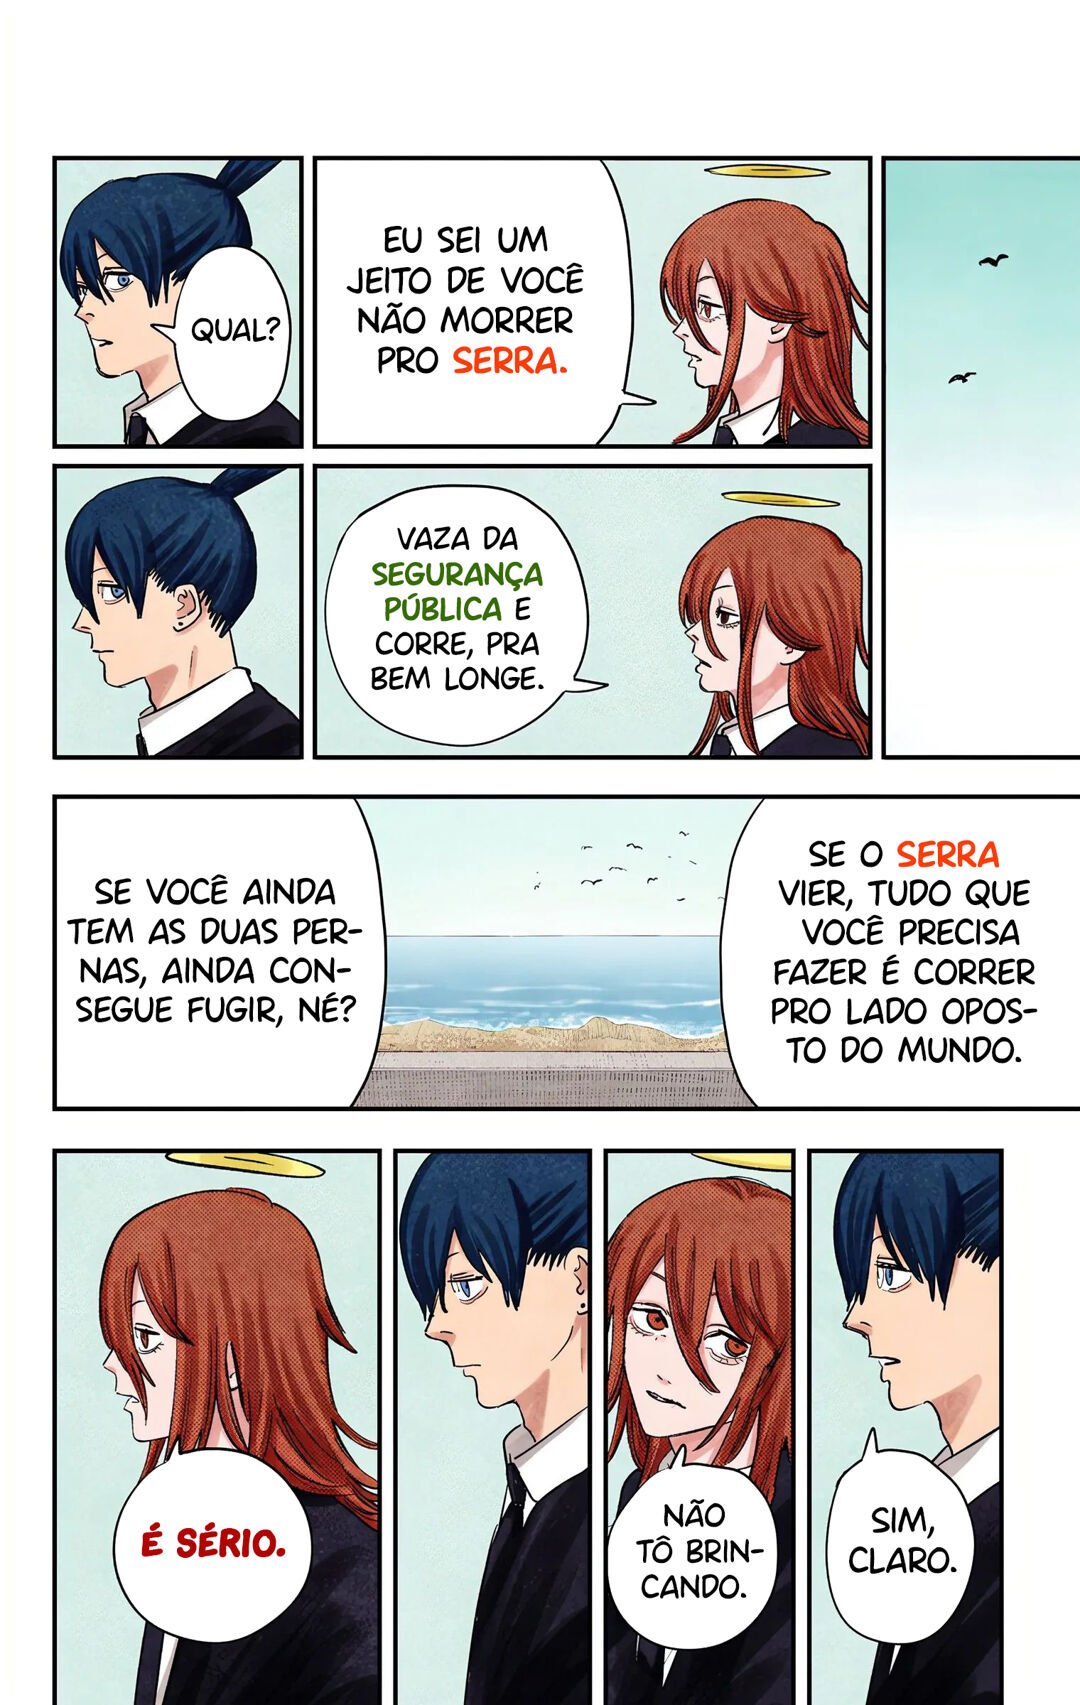 EU SEI UM
JEITO DE VOCÊ
NÃO MORRER
PRO SERRA.
QUAL?
VAZA DA
SEGURANÇA
PÚBLICA E
CORRE, PRA
BEM LONGE.
SE O SERRA
VIER, TUDO QUE
VOCÊ PRECISA
FAZER É CORRER
PRO LADO OPOS-
TO DO MUNDO.
SE VOCÊ AINDA
TEM AS DUAS PER-
NAS, AINDA CON-
SEGUE FUGIR, NÉ?
SIM,
CLARO.
NÃO
TÔ BRIN-
CANDO.
É SÉRIO.